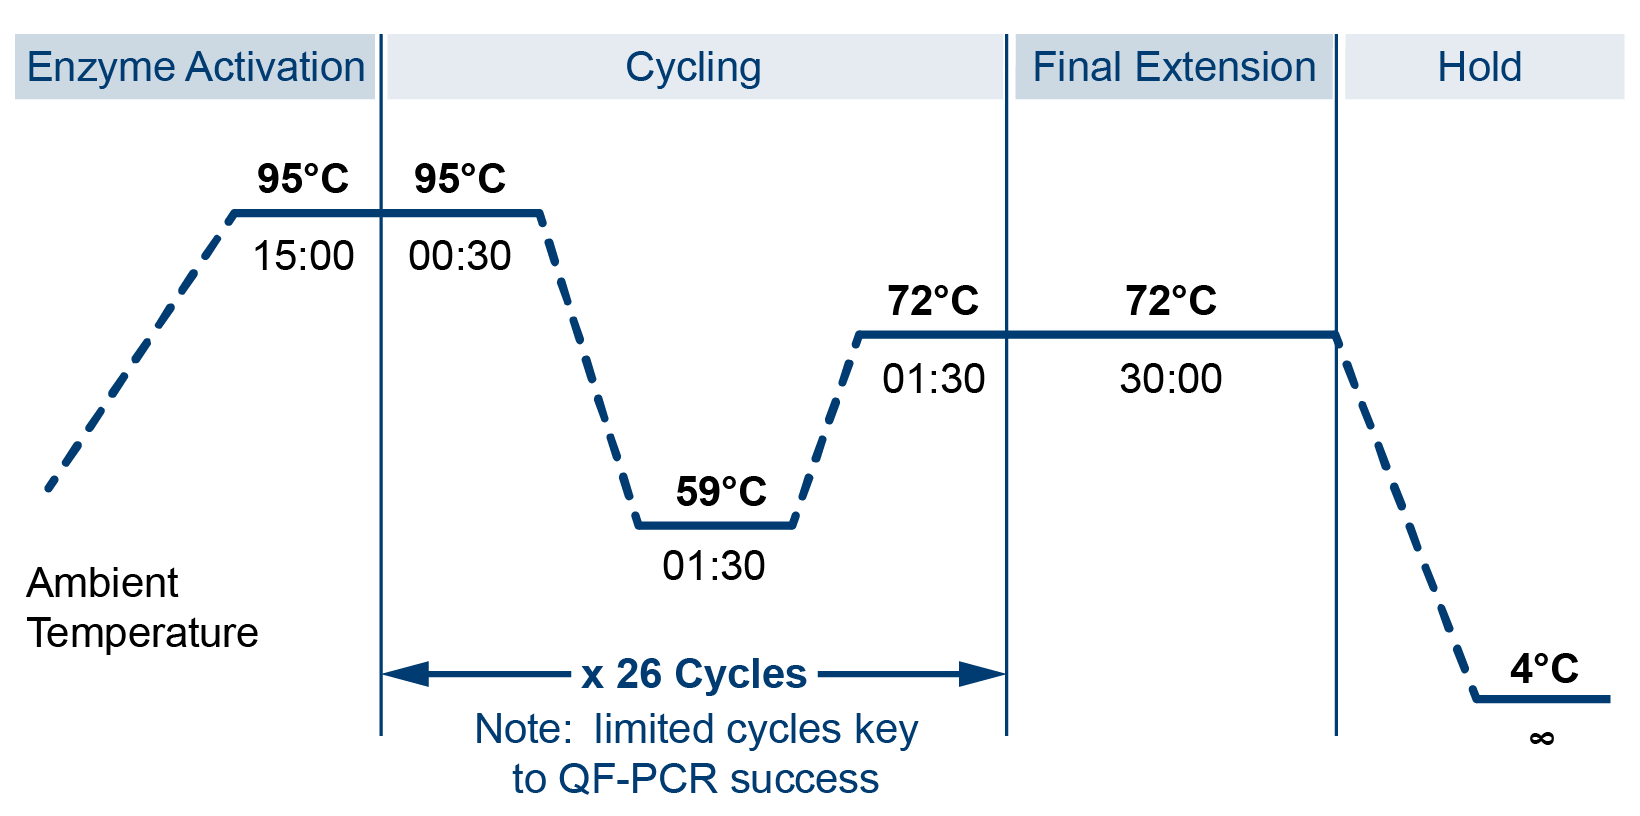 Enzyme Activation
Cycling
Final Extension
Hold
95°C
15:00
95°C
00:30
59°C
01:30
72°C
01:30
72°C
30:00
4°C
∞
Ambient
Temperature
x 26 Cycles
Note:  limited cycles key
to QF-PCR success